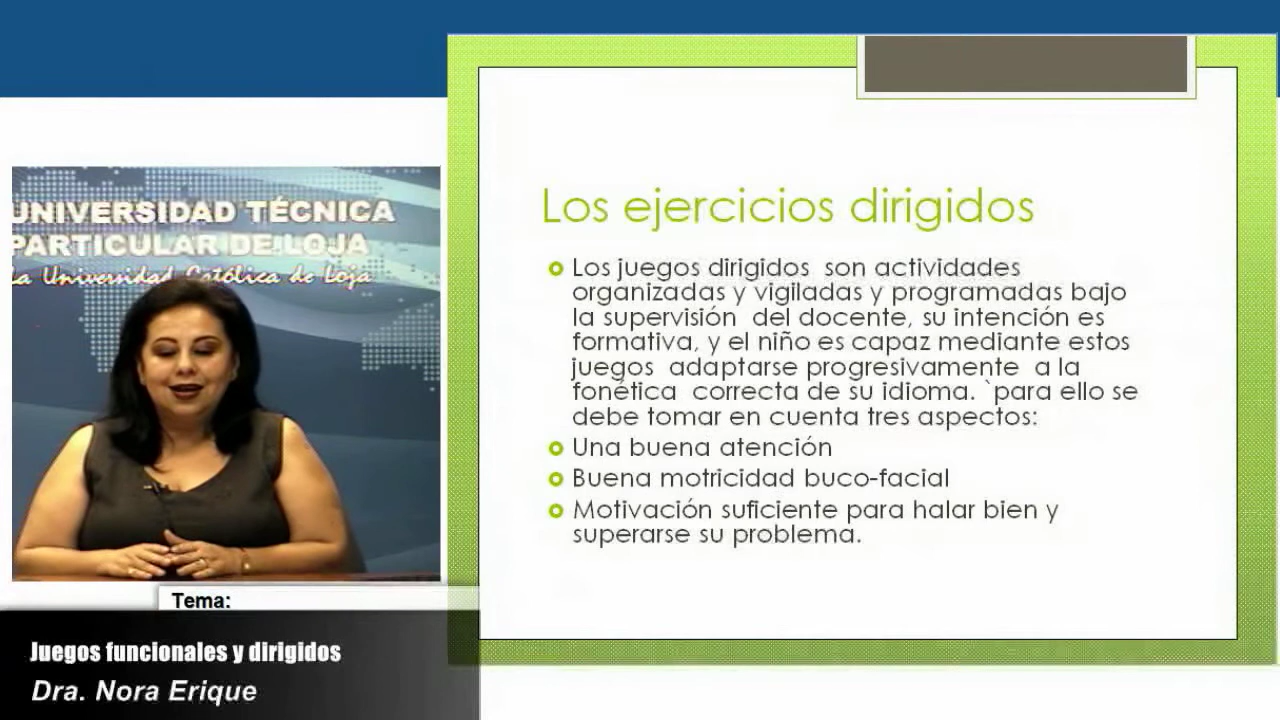 UNIVERSIDAD TÉCNICA
PARTICULAR DE LOJA
La Universidad Católica de Loja
Los ejercicios dirigidos
Los juegos dirigidos son actividades
organizadas y vigiladas y programadas bajo
la supervisión del docente, su intención es
formativa, y el niño es capaz mediante estos
juegos adaptarse progresivamente a la
fonética correcta de su idioma. `para ello se
debe tomar en cuenta tres aspectos:
Una buena atención
Buena motricidad buco-facial
Motivación suficiente para halar bien y
superarse su problema.
Tema:
Juegos funcionales y dirigidos
Dra. Nora Erique